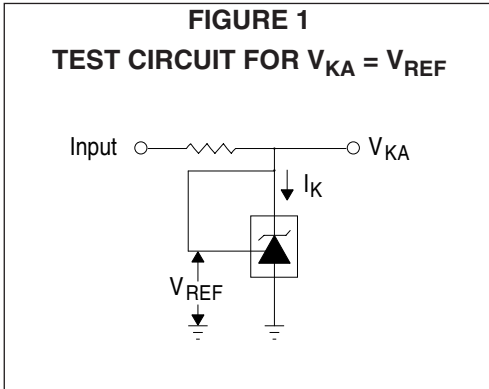 FIGURE 1
TEST CIRCUIT FOR VKA = VREF
Input
VKA
IK
VREF